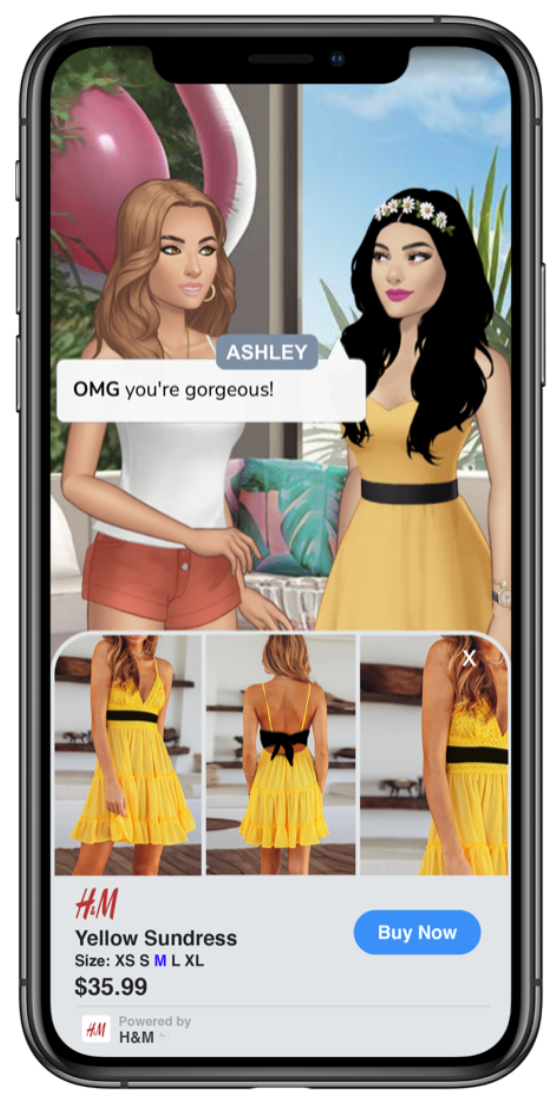 ASHLEY
OMG you're gorgeous!
X
H&M
Yellow Sundress
Buy Now
Size: XS S M L XL
$35.99
H&M
Powered by
H&M